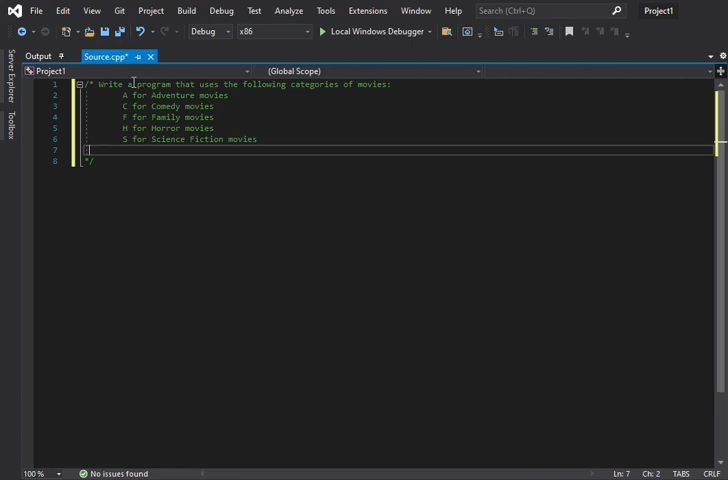 File Edit View Git Project Build Debug Test Analyze Tools Extensions Window Help Search (Ctrl+Q) Project1
Debug x86 Local Windows Debugger
Server Explorer
Toolbox
Output Source.cpp*
Project1 (Global Scope)
1 /* Write a program that uses the following categories of movies:
2 A for Adventure movies
3 C for Comedy movies
4 F for Family movies
5 H for Horror movies
6 S for Science Fiction movies
7
8 */
100 % No issues found Ln: 7 Ch: 2 TABS CRLF